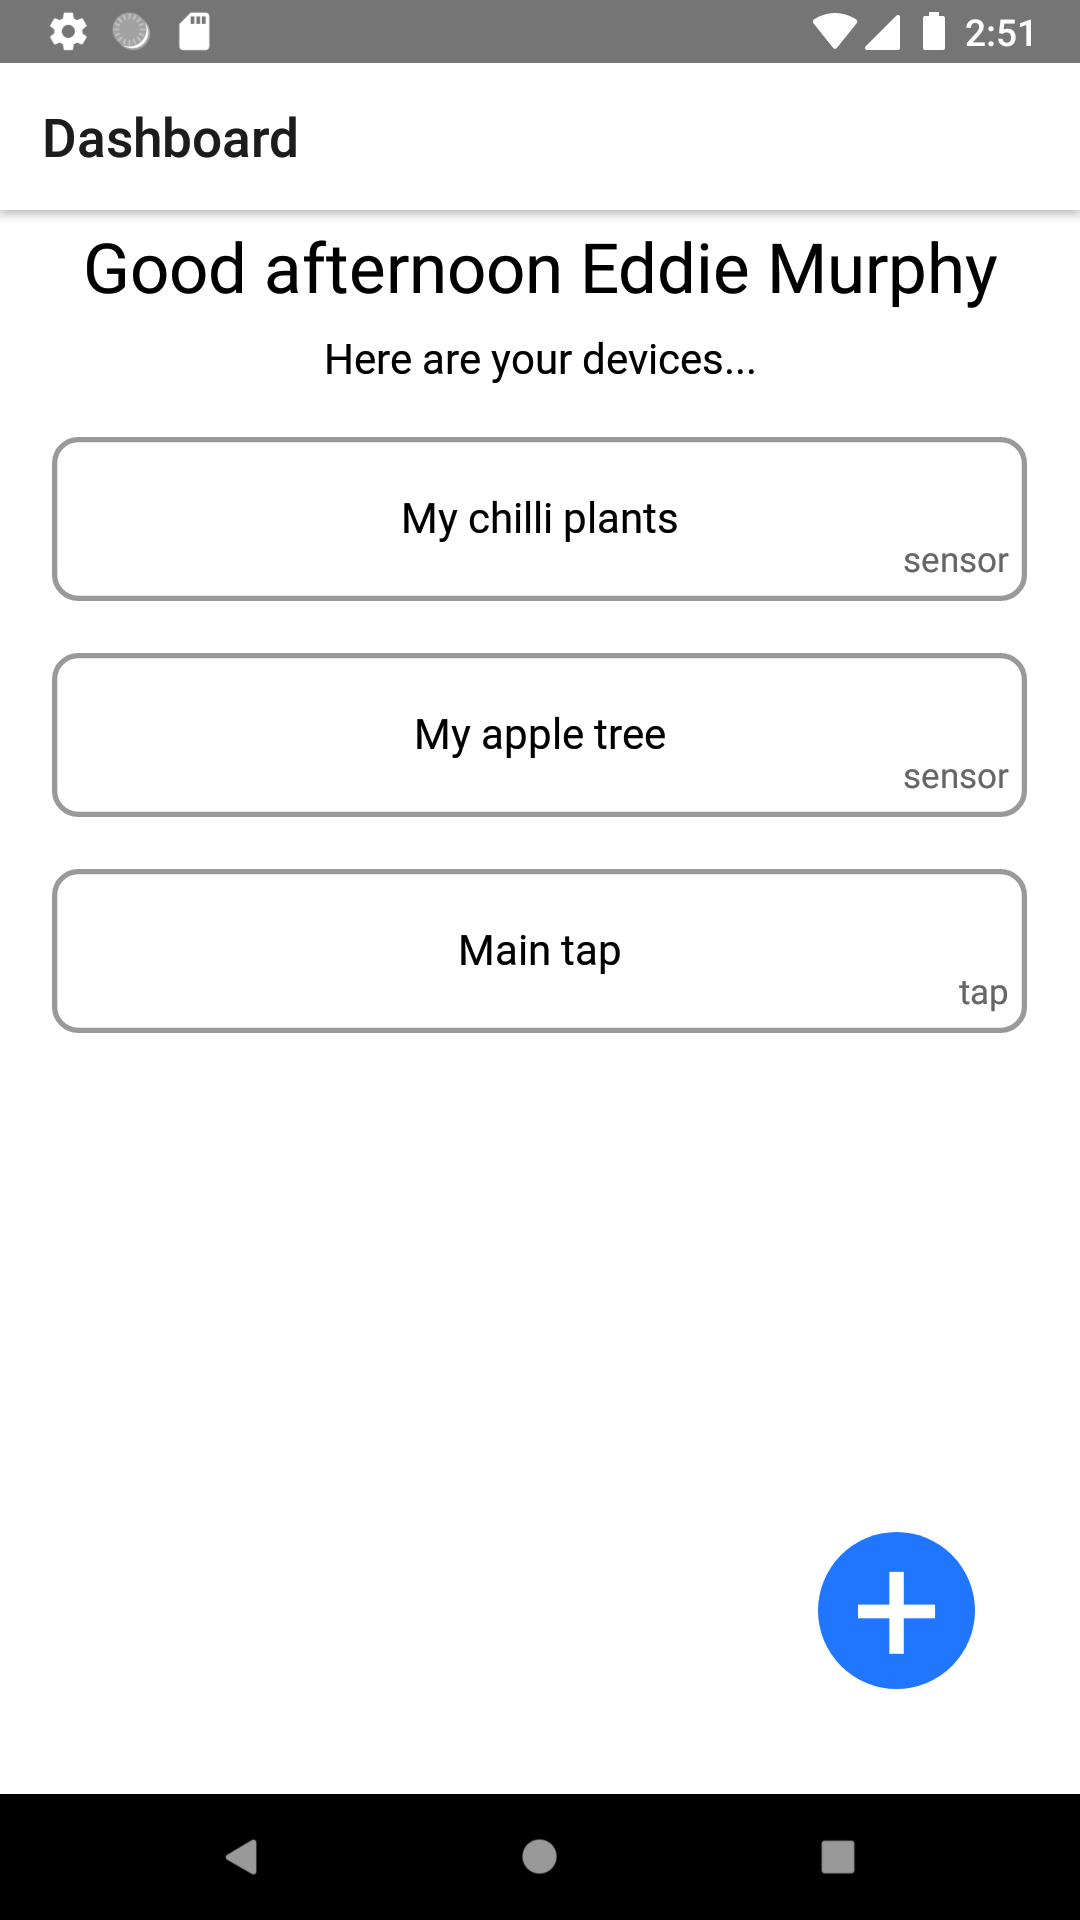 2:51
Dashboard
Good afternoon Eddie Murphy
Here are your devices...
My chilli plants
sensor
My apple tree
sensor
Main tap
tap